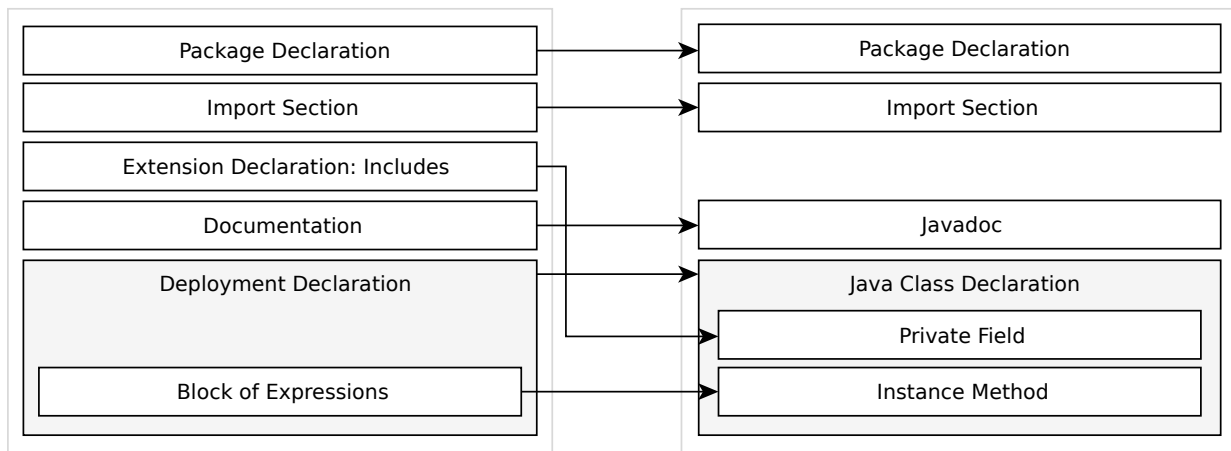 Package Declaration
Package Declaration
Import Section
Import Section
Extension Declaration: Includes
Documentation
Javadoc
Deployment Declaration
Java Class Declaration
Private Field
Block of Expressions
Instance Method